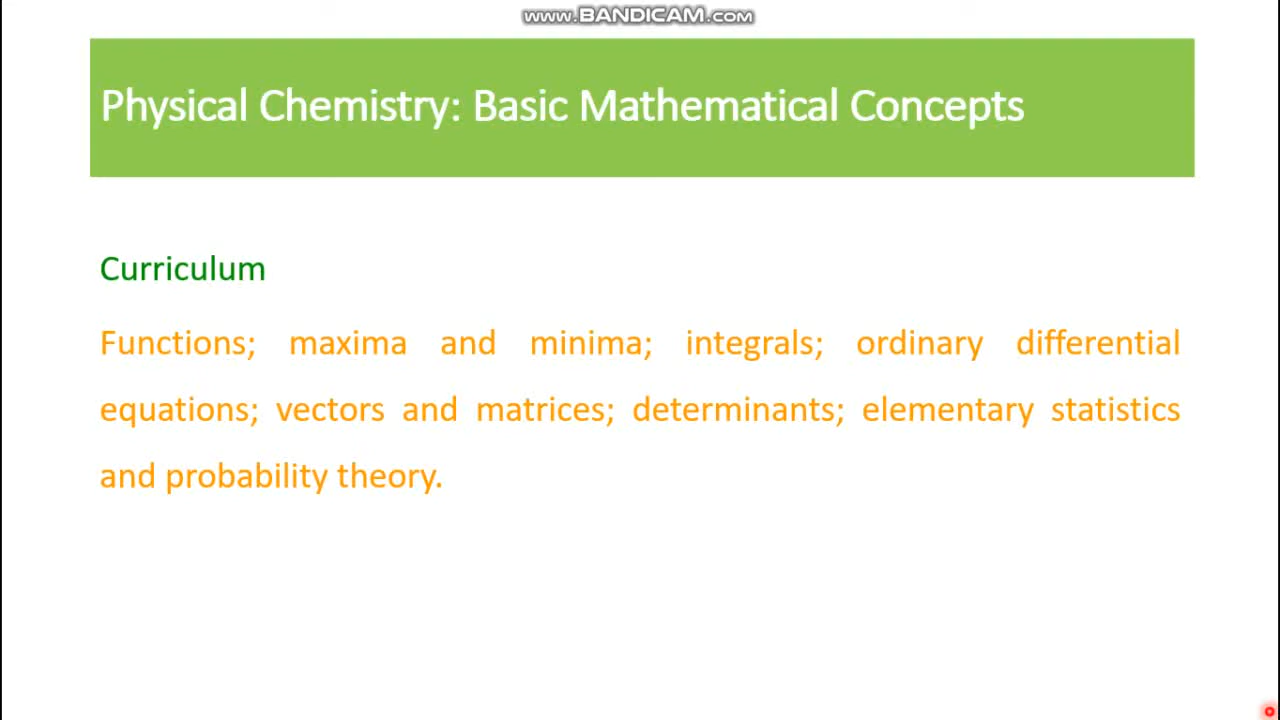 www.BANDICAM.com
Physical Chemistry: Basic Mathematical Concepts
Curriculum
Functions; maxima and minima; integrals; ordinary differential
equations; vectors and matrices; determinants; elementary statistics
and probability theory.